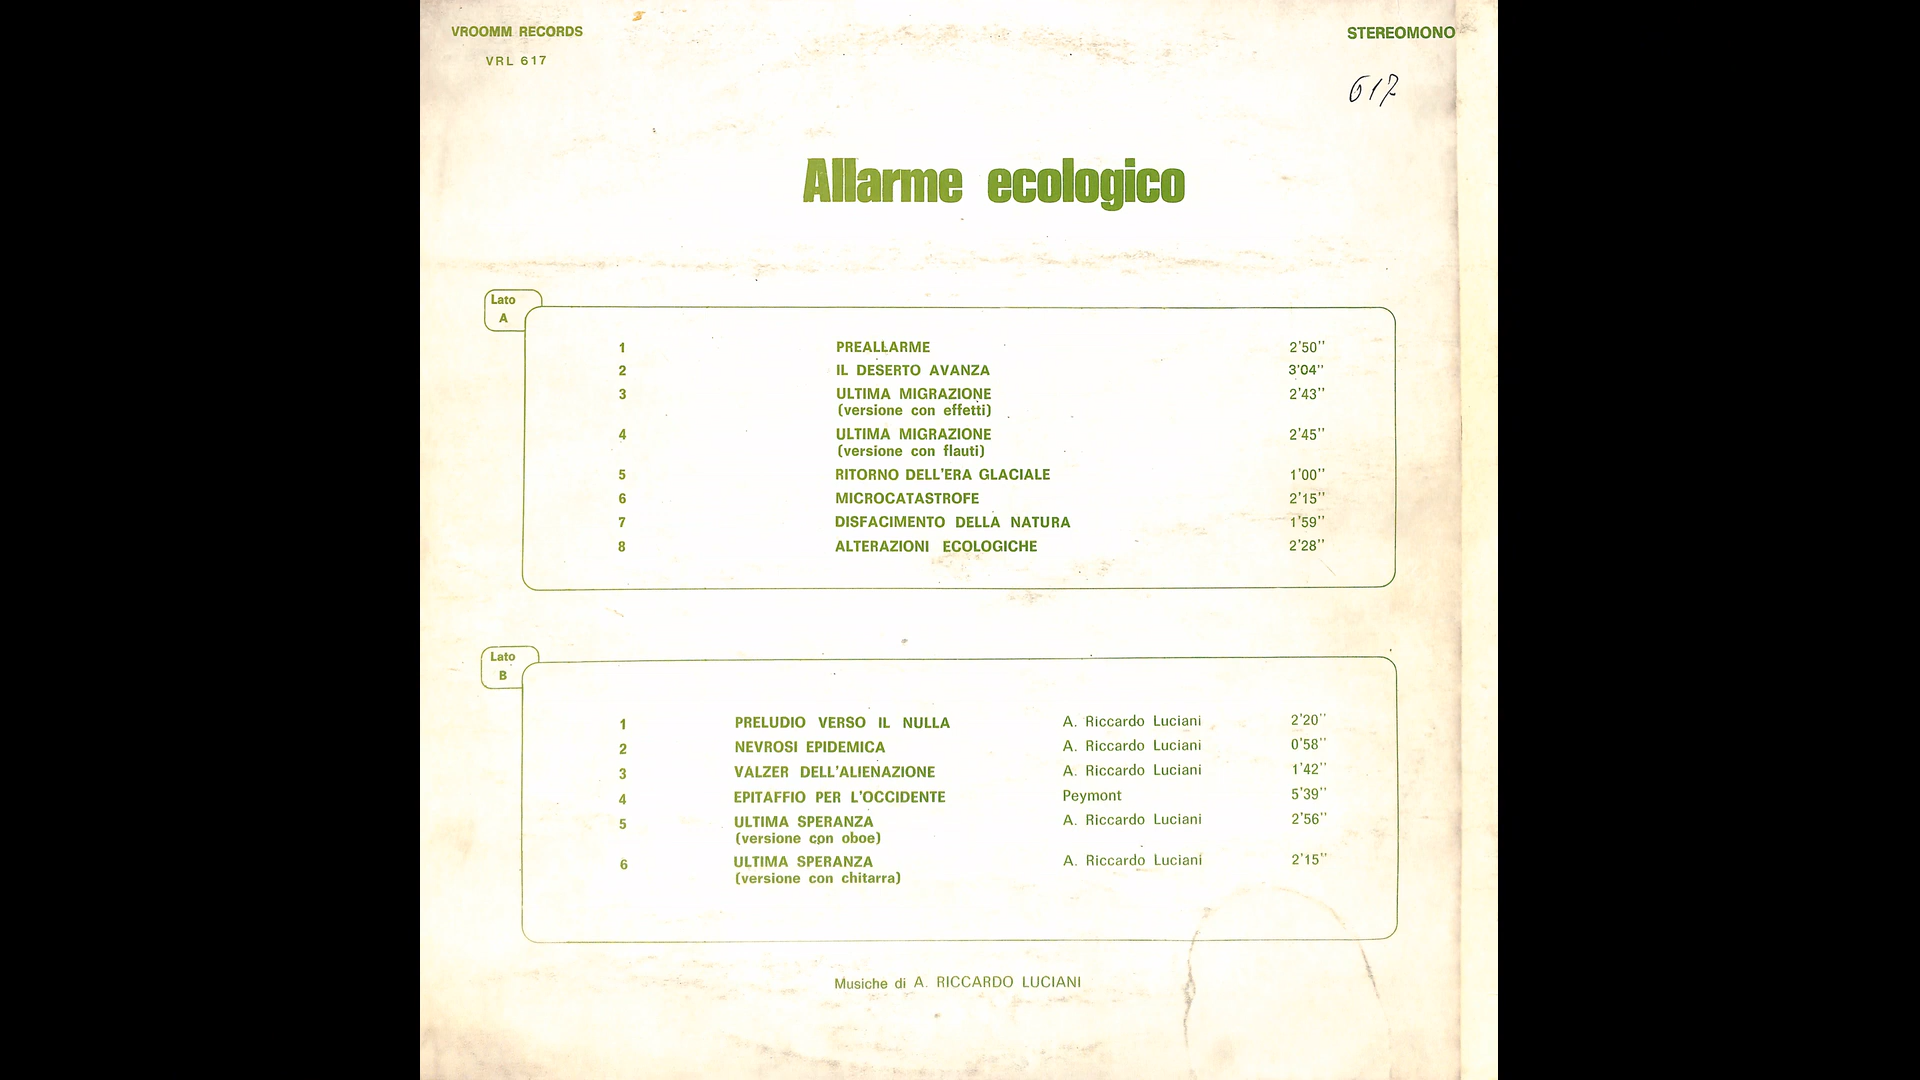 VROOMM RECORDS
VRL 617
STEREOMONO
617
Allarme ecologico
Lato
A
1 PREALLARME 2'50''
2 IL DESERTO AVANZA 3'04''
3 ULTIMA MIGRAZIONE 2'43''
(versione con effetti)
4 ULTIMA MIGRAZIONE 2'45''
(versione con flauti)
5 RITORNO DELL'ERA GLACIALE 1'00''
6 MICROCATASTROFE 2'15''
7 DISFACIMENTO DELLA NATURA 1'59''
8 ALTERAZIONI ECOLOGICHE 2'28''
Lato
B
1 PRELUDIO VERSO IL NULLA A. Riccardo Luciani 2'20''
2 NEVROSI EPIDEMICA A. Riccardo Luciani 0'58''
3 VALZER DELL'ALIENAZIONE A. Riccardo Luciani 1'42''
4 EPITAFFIO PER L'OCCIDENTE Peymont 5'39''
5 ULTIMA SPERANZA A. Riccardo Luciani 2'56''
(versione con oboe)
6 ULTIMA SPERANZA A. Riccardo Luciani 2'15''
(versione con chitarra)
Musiche di A. RICCARDO LUCIANI